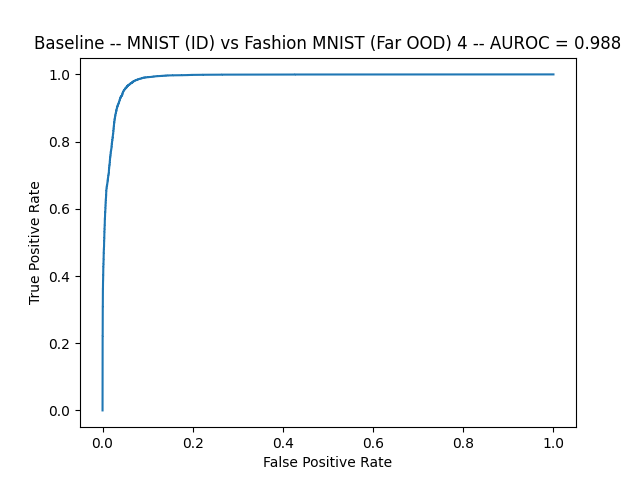 Baseline -- MNIST (ID) vs Fashion MNIST (Far OOD) 4 -- AUROC = 0.988
1.0
0.8
0.6
0.4
0.2
0.0
True Positive Rate
0.0 0.2 0.4 0.6 0.8 1.0
False Positive Rate